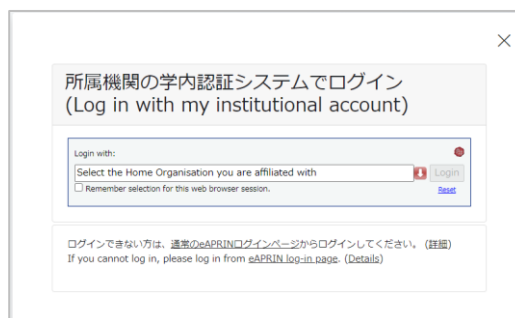 所属機関の学内認証システムでログイン
(Log in with my institutional account)
Login with:
Select the Home Organisation you are affiliated with
Login
Remember selection for this web browser session.
Reset
ログインできない方は、通常のeAPRINログインページからログインしてください。 (詳細)
If you cannot log in, please log in from eAPRIN log-in page. (Details)